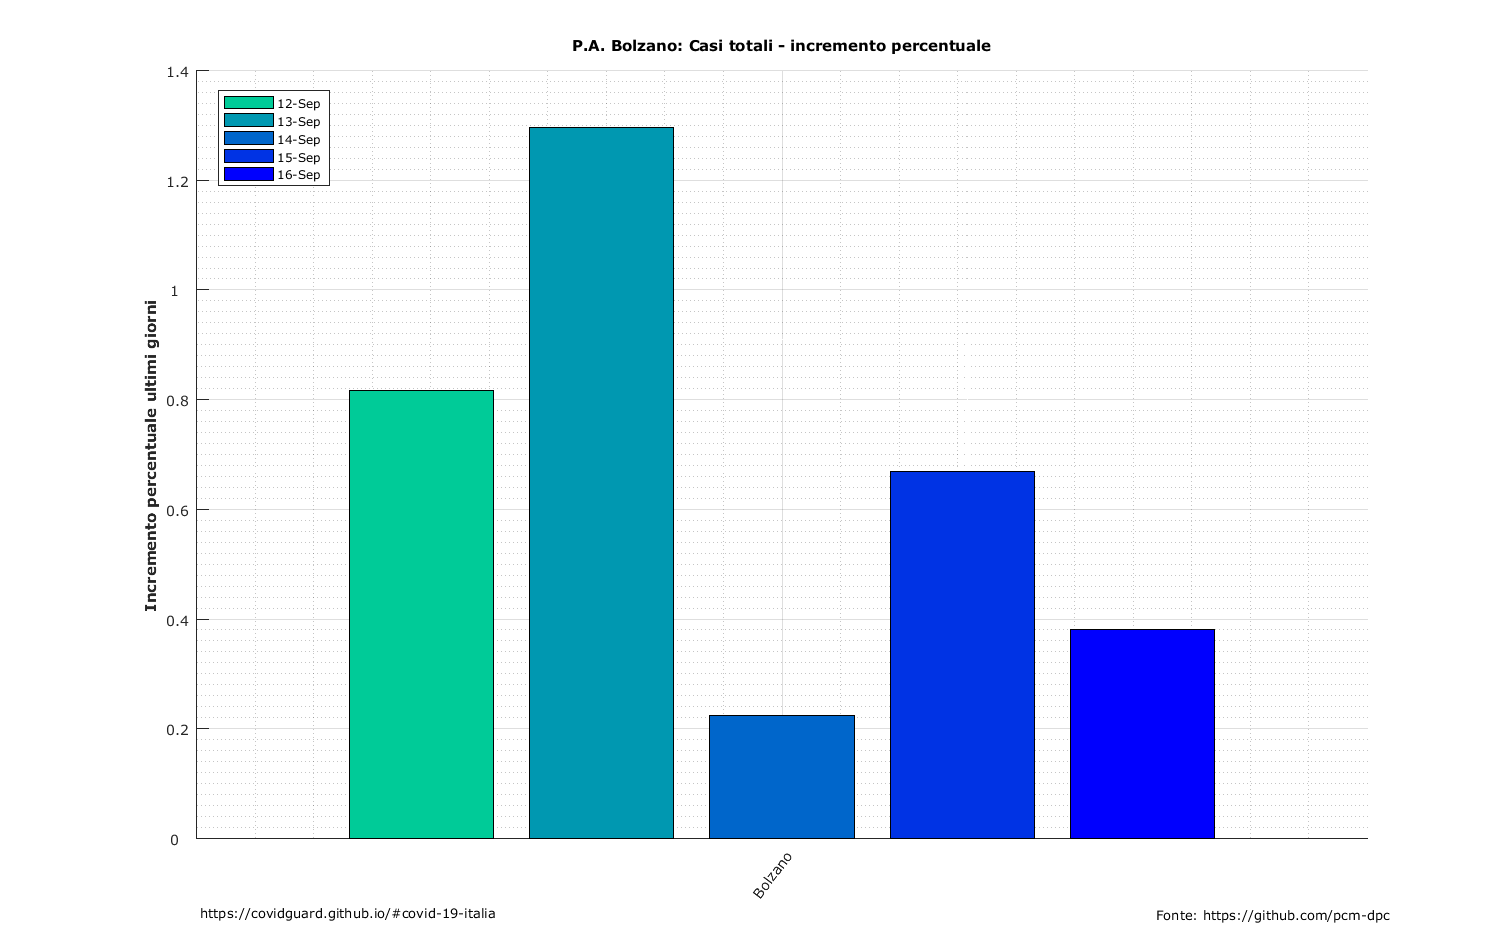 P.A. Bolzano: Casi totali - incremento percentuale
1.4
1.2
1
0.8
0.6
0.4
0.2
0
Incremento percentuale ultimi giorni
12-Sep
13-Sep
14-Sep
15-Sep
16-Sep
Bolzano
https://covidguard.github.io/#covid-19-italia
Fonte: https://github.com/pcm-dpc